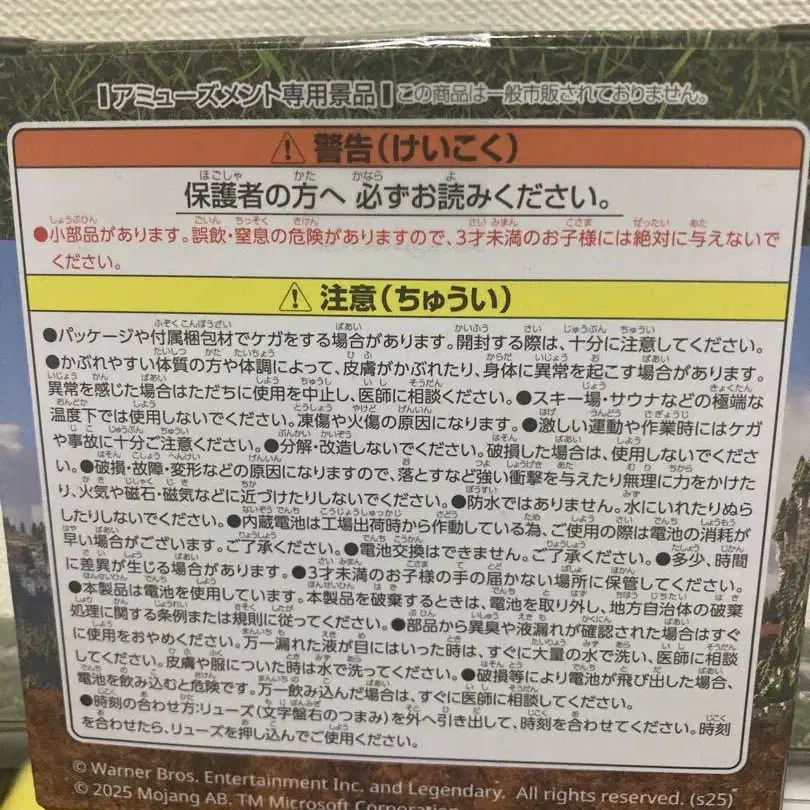 アミューズメント専用景品 この商品は一般市販されておりません。
⚠ 警告(けいこく)
保護者の方へ 必ずお読みください。
●小部品があります。誤飲・窒息の危険がありますので、3才未満のお子様には絶対に与えないで
ください。
⚠ 注意(ちゅうい)
●パッケージや付属梱包材でケガをする場合があります。開封する際は、十分に注意してください。
●かぶれやすい体質の方や体調によって、皮膚がかぶれたり、身体に異常を起こす場合があります。
異常を感じた場合はただちに使用を中止し、医師に相談ください。●スキー場・サウナなどの極端な
温度下では使用しないでください。凍傷や火傷の原因になります。●激しい運動や作業時にはケガ
や事故に十分ご注意ください。●分解・改造しないでください。破損した場合は、使用しないでくださ
い。●破損・故障・変形などの原因になりますので、落とすなど強い衝撃を与えたり無理に力をかけた
り、火気や磁石・磁気などに近づけたりしないでください。●防水ではありません。水にいれたりぬら
したりしないでください。●内蔵電池は工場出荷時から作動している為、ご使用の際は電池の消耗が
早い場合がございます。ご了承ください。●電池交換はできません。ご了承ください。●多少、時間
に差異が生じる場合があります。●3才未満のお子様の手の届かない場所に保管してください。
●本製品は電池を使用しています。本製品を破棄するときは、電池を取り外し、地方自治体の破棄
処理に関する条例または規則に従ってください。●部品から異臭や液漏れが確認された場合はすぐ
に使用をおやめください。万一漏れた液が目にはいった時は、すぐに大量の水で洗い、医師に相談
してください。皮膚や服についた時は水で洗ってください。●破損等により電池が飛び出した場合、
電池を飲み込むと危険です。万一飲み込んだ場合は、すぐに医師に相談してください。
●時刻の合わせ方:リューズ(文字盤右のつまみ)を外へ引き出して、時刻を合わせてください。時刻
を合わせたら、リューズを押し込んでご使用ください。
© Warner Bros. Entertainment Inc. and Legendary. All rights reserved. (s25)
© 2025 Mojang AB. TM Microsoft Corporation